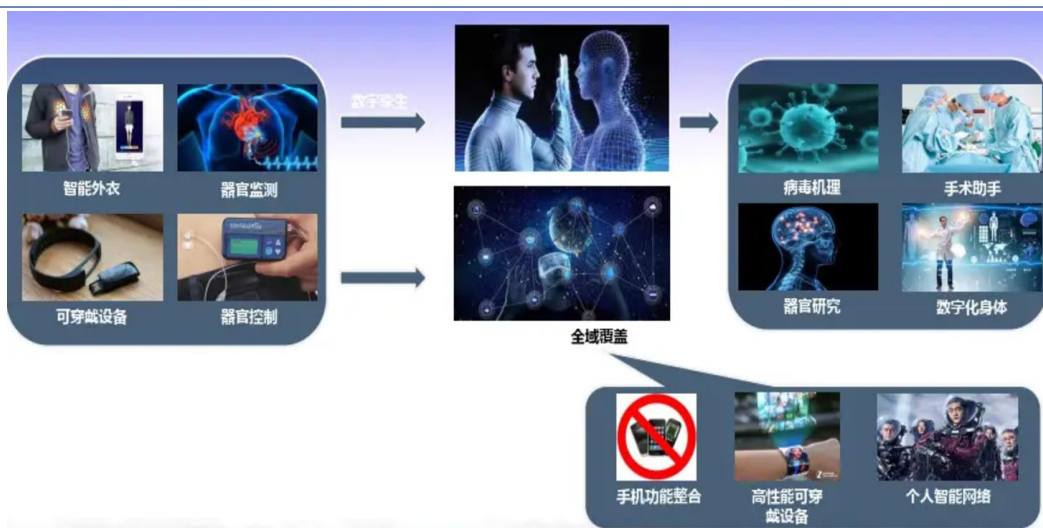 数字孪生
智能外衣
器官监测
可穿戴设备
器官控制
全域覆盖
病毒机理
手术助手
器官研究
数字化身体
手机功能整合
高性能可穿
戴设备
个人智能网络